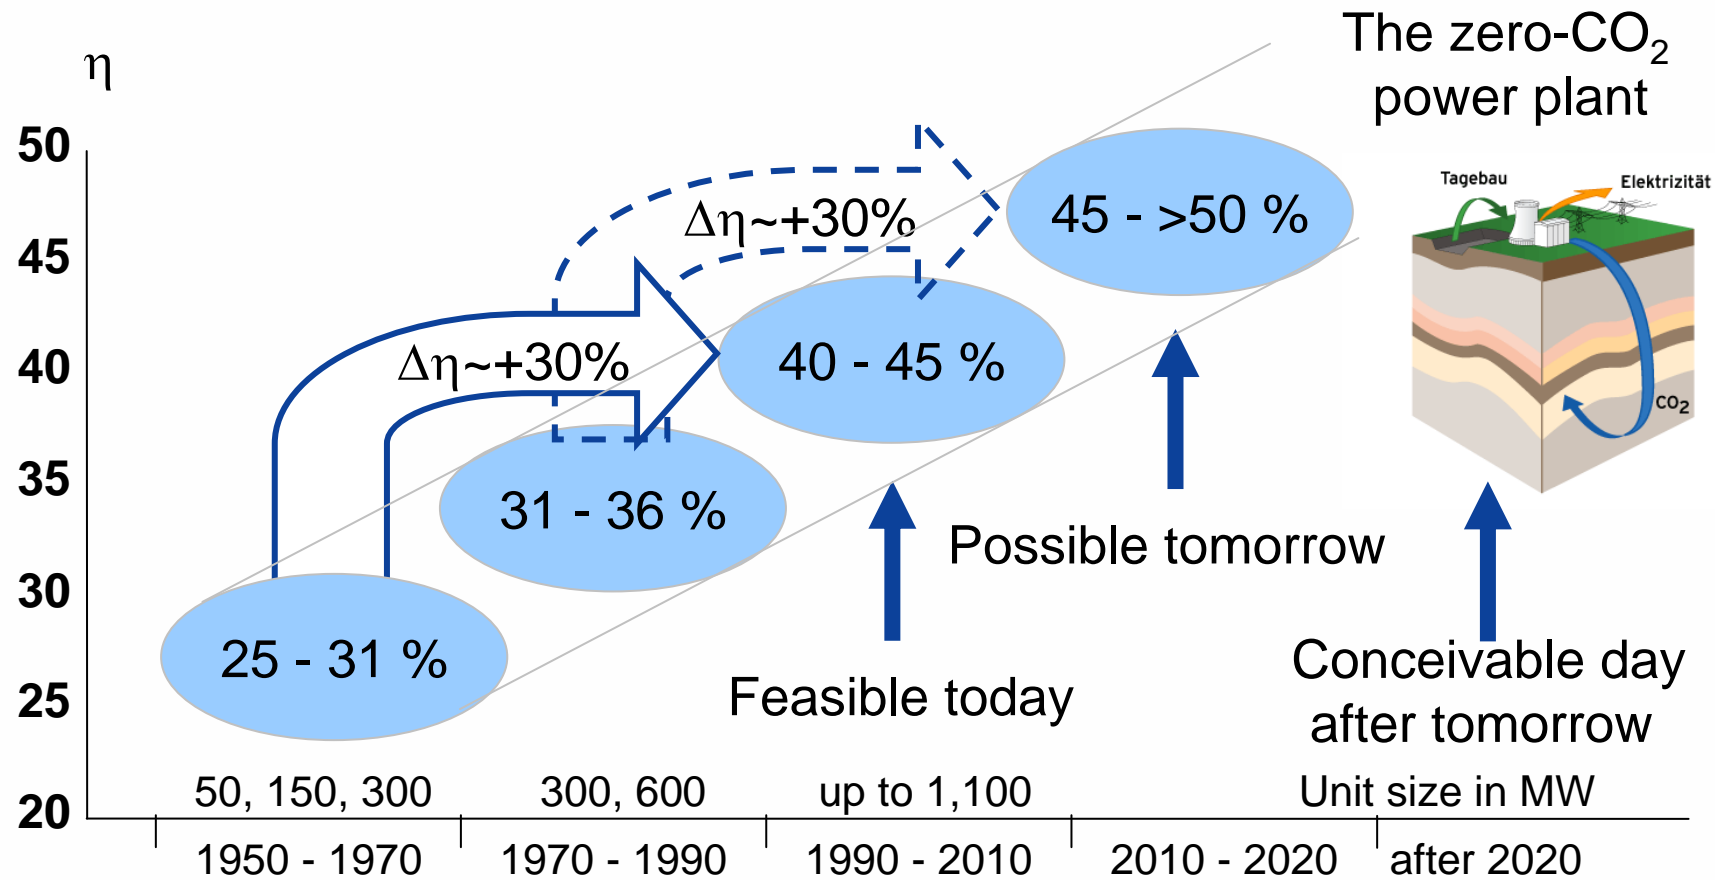 The zero-CO₂
power plant
η
50
45
40
35
30
25
20
Tagebau
Elektrizität
CO₂
Δη~+30%
45 - >50 %
Δη~+30%
40 - 45 %
31 - 36 %
25 - 31 %
Possible tomorrow
Feasible today
Conceivable day
after tomorrow
50, 150, 300
300, 600
up to 1,100
Unit size in MW
1950 - 1970
1970 - 1990
1990 - 2010
2010 - 2020
after 2020